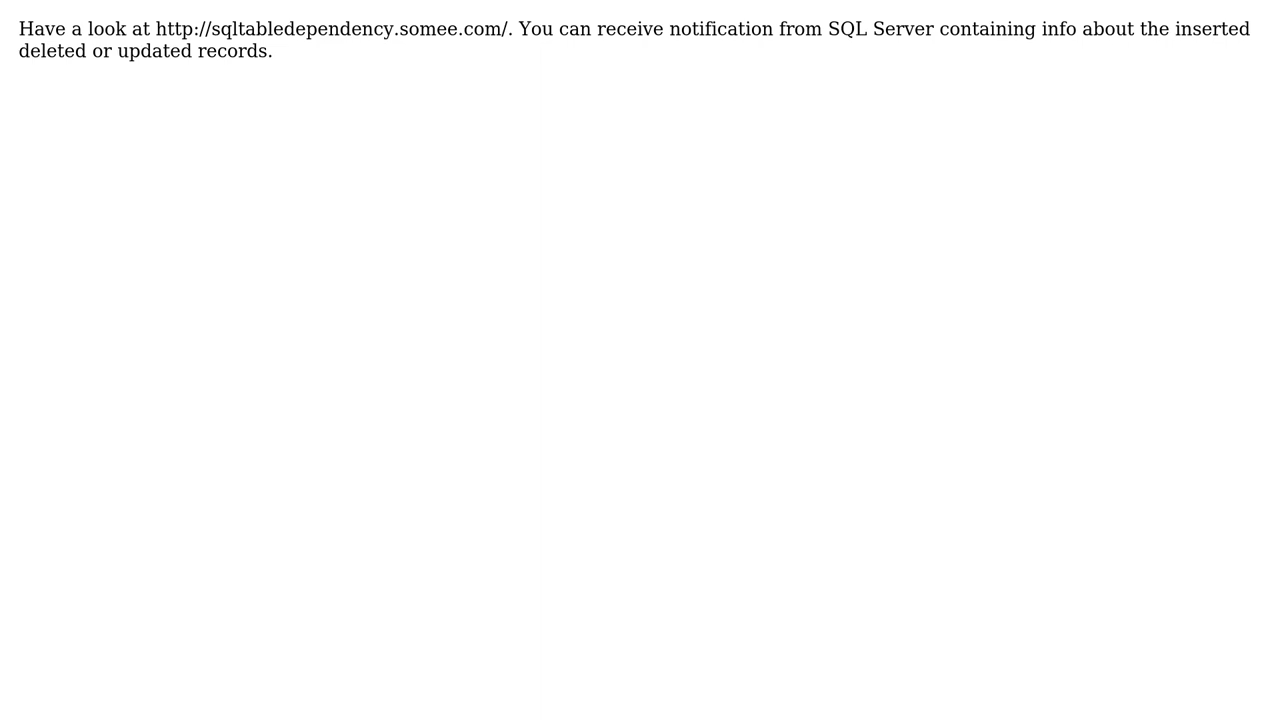 Have a look at http://sqltabledependency.somee.com/. You can receive notification from SQL Server containing info about the inserted
deleted or updated records.